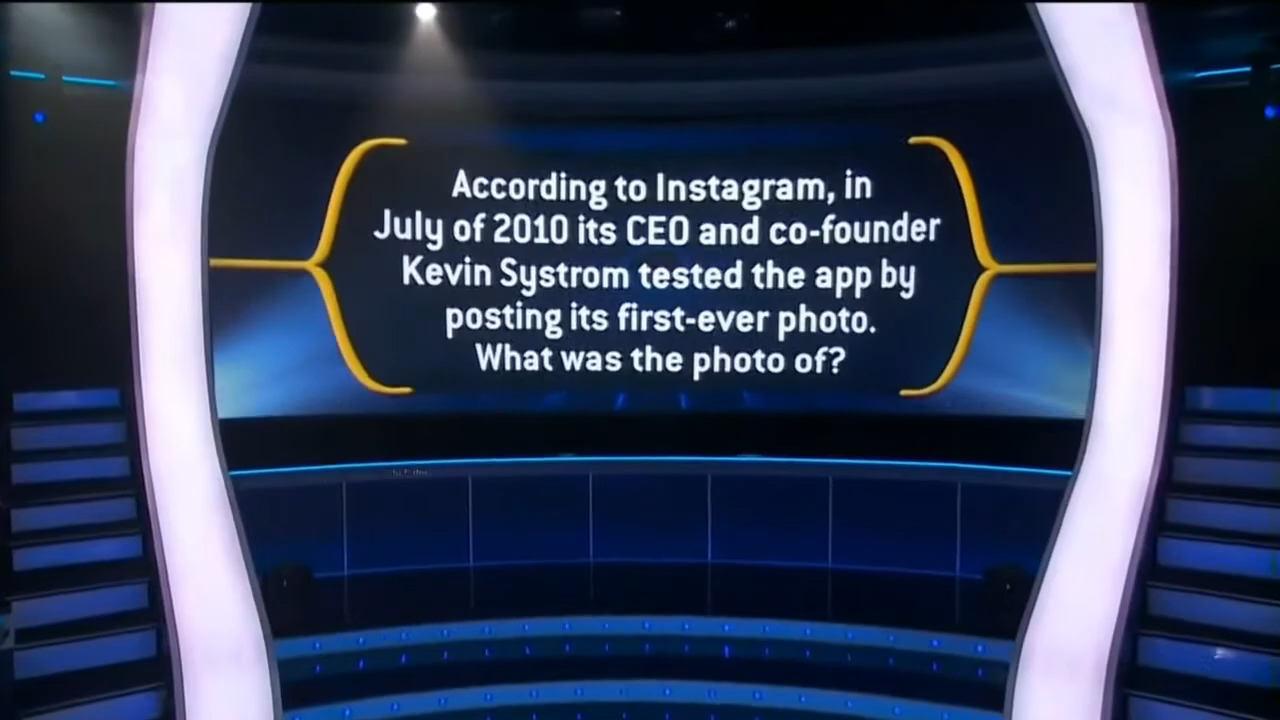 According to Instagram, in
July of 2010 its CEO and co-founder
Kevin Systrom tested the app by
posting its first-ever photo.
What was the photo of?